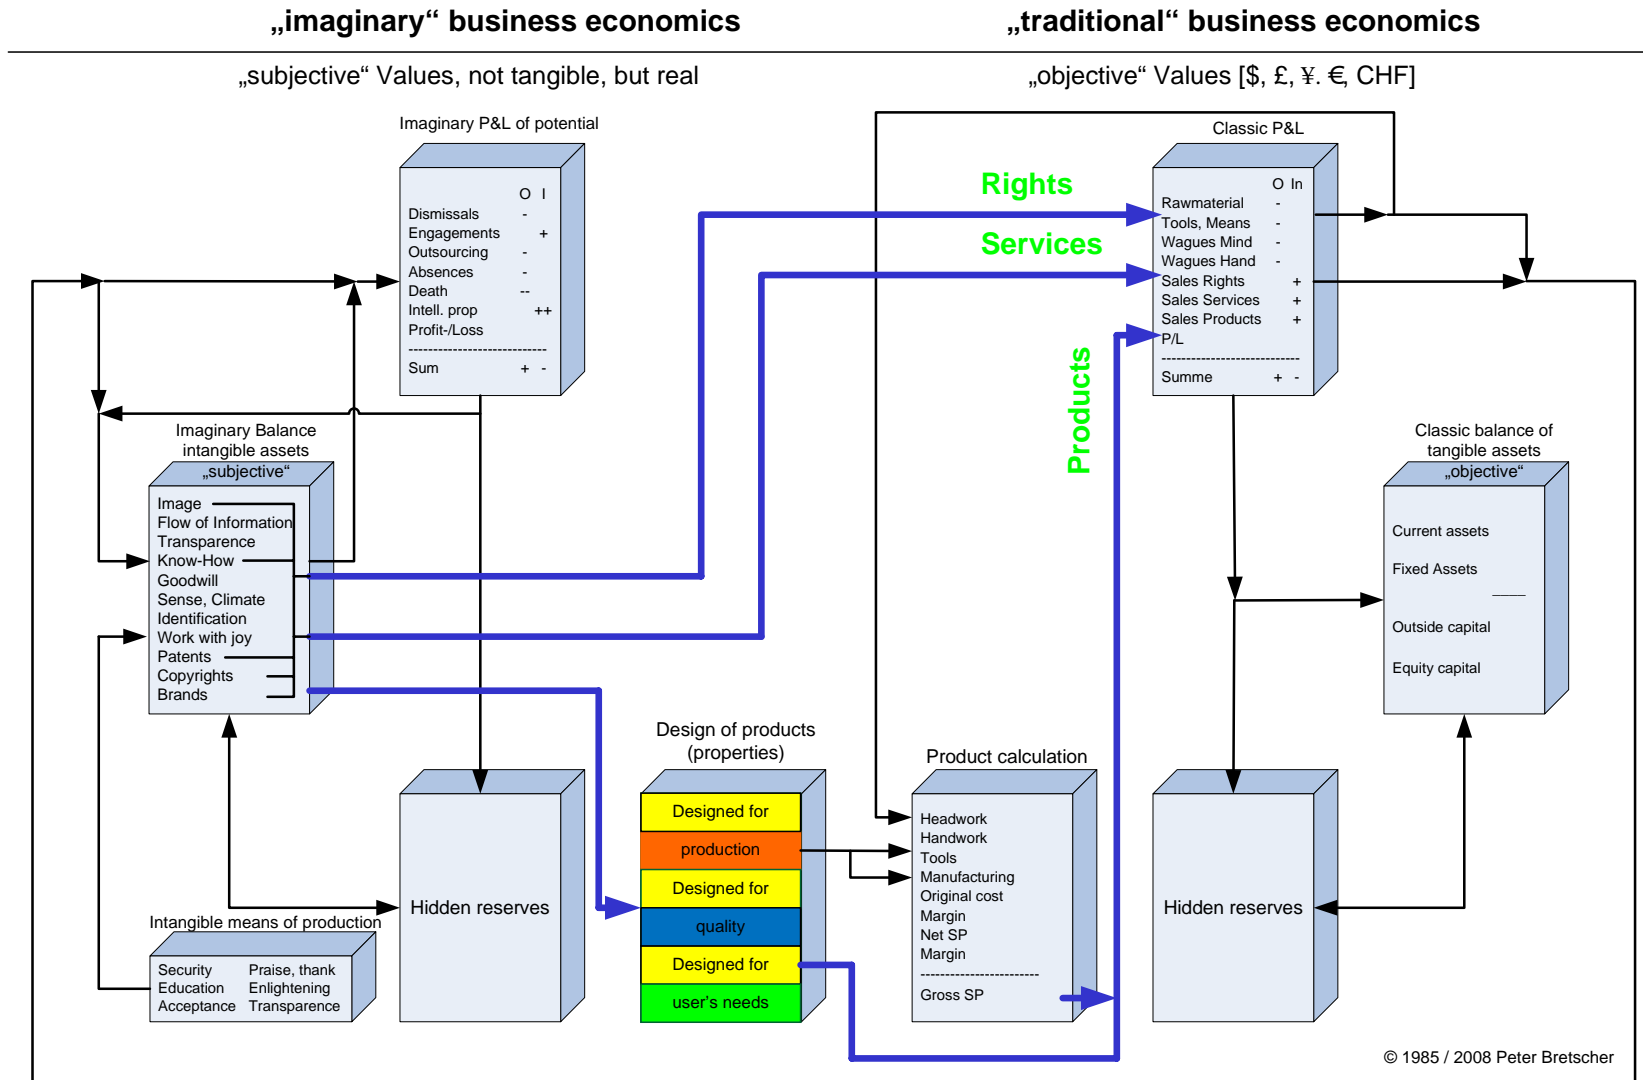 „imaginary“ business economics
„traditional“ business economics
„subjective“ Values, not tangible, but real
„objective“ Values [$, £, ¥. €, CHF]
Imaginary P&L of potential
O I
Dismissals -
Engagements +
Outsourcing -
Absences -
Death --
Intell. prop ++
Profit-/Loss
----------------------------
Sum + -
Rights
Services
Products
Classic P&L
O In
Rawmaterial -
Tools, Means -
Wagues Mind -
Wagues Hand -
Sales Rights +
Sales Services +
Sales Products +
P/L
----------------------------
Summe + -
Imaginary Balance
intangible assets
„subjective“
Image
Flow of Information
Transparence
Know-How
Goodwill
Sense, Climate
Identification
Work with joy
Patents
Copyrights
Brands
Classic balance of
tangible assets
„objective“
Current assets
Fixed Assets
Outside capital
Equity capital
Intangible means of production
Security Praise, thank
Education Enlightening
Acceptance Transparence
Hidden reserves
Design of products
(properties)
Designed for
production
Designed for
quality
Designed for
user's needs
Product calculation
Headwork
Handwork
Tools
Manufacturing
Original cost
Margin
Net SP
Margin
------------------------
Gross SP
Hidden reserves
© 1985 / 2008 Peter Bretscher